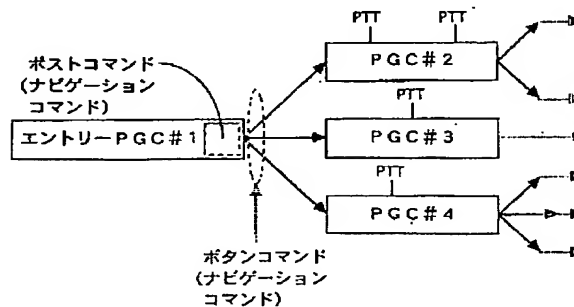 PTT PTT
PGC#2
ポストコマンド
(ナビゲーション
コマンド)
PTT
エントリーPGC#1
PGC#3
PTT
PGC#4
ボタンコマンド
(ナビゲーション
コマンド)